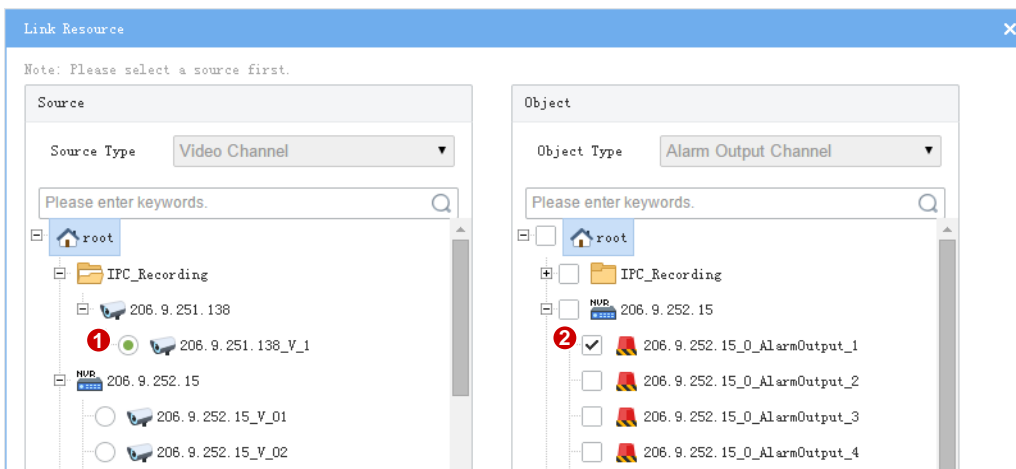 Link Resource
Note: Please select a source first.
Source
Source Type Video Channel
Please enter keywords.
root
IPC_Recording
206.9.251.138
1 206.9.251.138_V_1
NVR 206.9.252.15
206.9.252.15_V_01
206.9.252.15_V_02
Object
Object Type Alarm Output Channel
Please enter keywords.
root
IPC_Recording
NVR 206.9.252.15
2 206.9.252.15_0_AlarmOutput_1
206.9.252.15_0_AlarmOutput_2
206.9.252.15_0_AlarmOutput_3
206.9.252.15_0_AlarmOutput_4